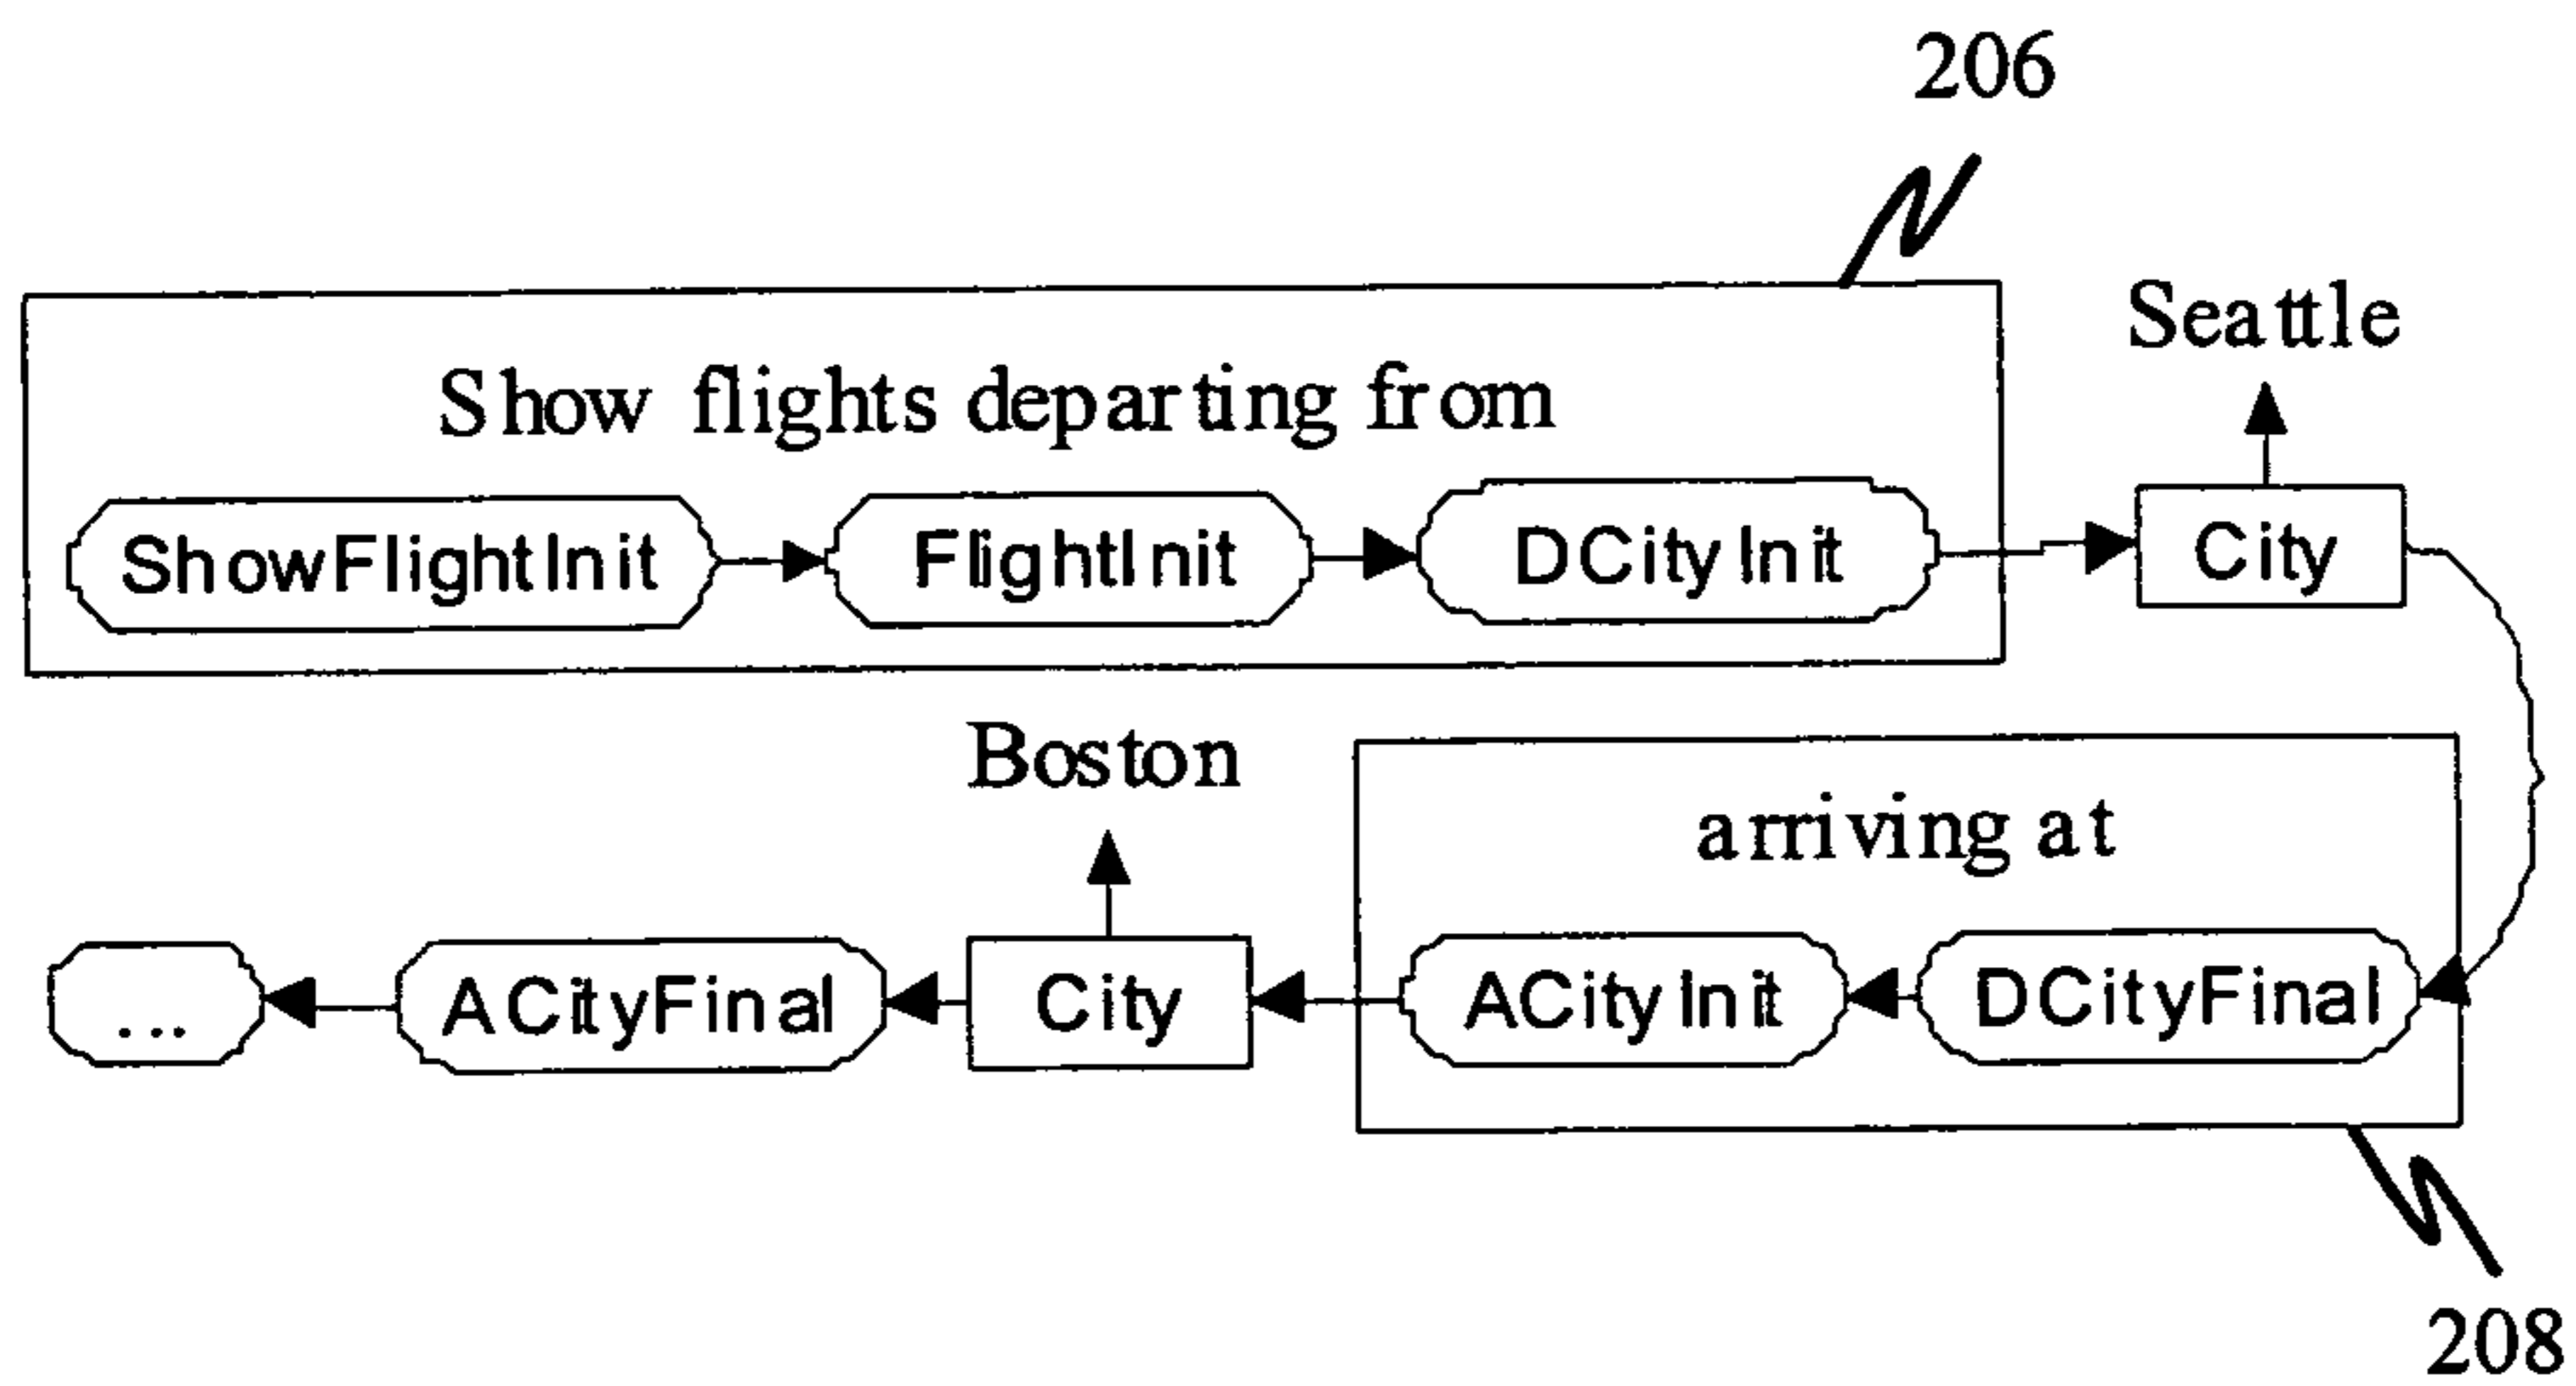 206
Seattle
Show flights departing from
ShowFlightInit
FlightInit
DCityInit
City
Boston
arriving at
...
ACityFinal
City
ACityInit
DCityFinal
208